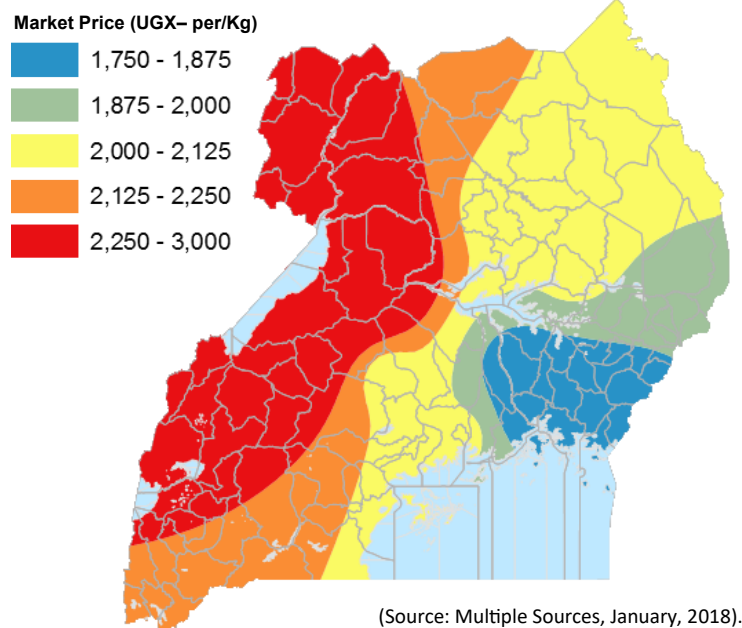 Market Price (UGX– per/Kg)
1,750 - 1,875
1,875 - 2,000
2,000 - 2,125
2,125 - 2,250
2,250 - 3,000
(Source: Multiple Sources, January, 2018).